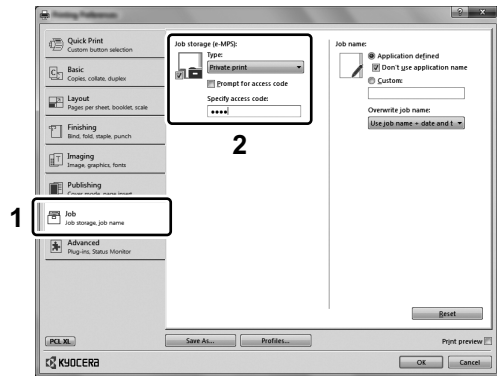 Printing Preferences
Quick Print
Custom button selection
Basic
Copies, collate, duplex
Layout
Pages per sheet, booklet, scale
Finishing
Bind, fold, staple, punch
Imaging
Image, graphics, fonts
Publishing
Cover mode, page insert
1
Job
Job storage, job name
Advanced
Plug-ins, Status Monitor
Job storage (e-MPS):
Type:
Private print
Prompt for access code
Specify access code:
••••
2
Job name:
Application defined
Don't use application name
Custom:
Overwrite job name:
Use job name + date and t
Reset
PCL XL
Save As...
Profiles...
Print preview
KYOCERA
OK
Cancel